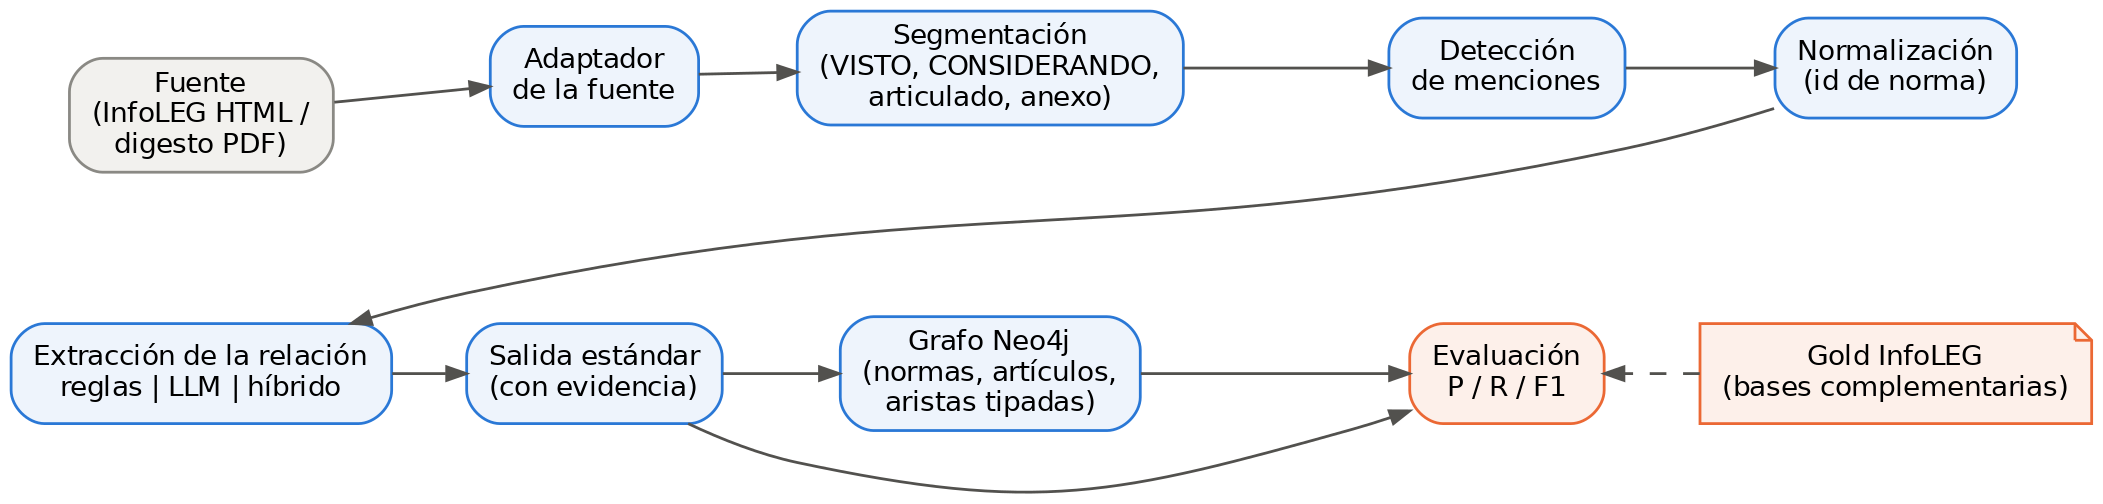 Fuente
(InfoLEG HTML /
digesto PDF)
Adaptador
de la fuente
Segmentación
(VISTO, CONSIDERANDO,
articulado, anexo)
Detección
de menciones
Normalización
(id de norma)
Extracción de la relación
reglas | LLM | híbrido
Salida estándar
(con evidencia)
Grafo Neo4j
(normas, artículos,
aristas tipadas)
Evaluación
P / R / F1
Gold InfoLEG
(bases complementarias)